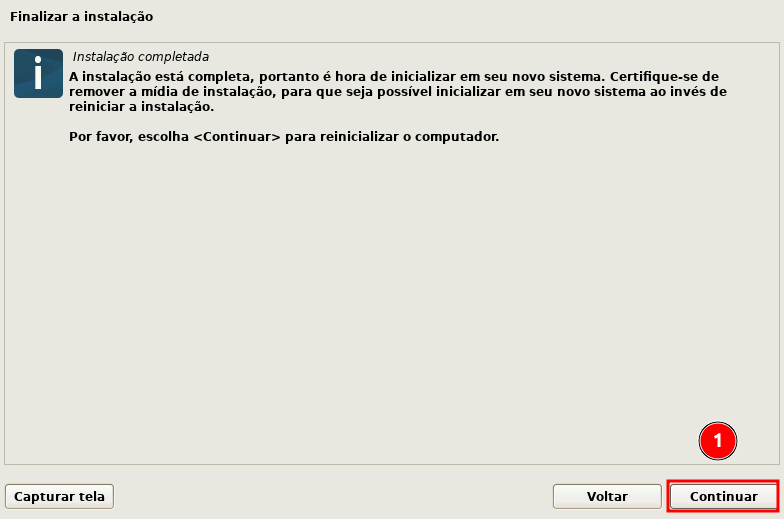 Finalizar a instalação
Instalação completada
A instalação está completa, portanto é hora de inicializar em seu novo sistema. Certifique-se de
remover a mídia de instalação, para que seja possível inicializar em seu novo sistema ao invés de
reiniciar a instalação.
Por favor, escolha <Continuar> para reinicializar o computador.
1
Capturar tela
Voltar
Continuar